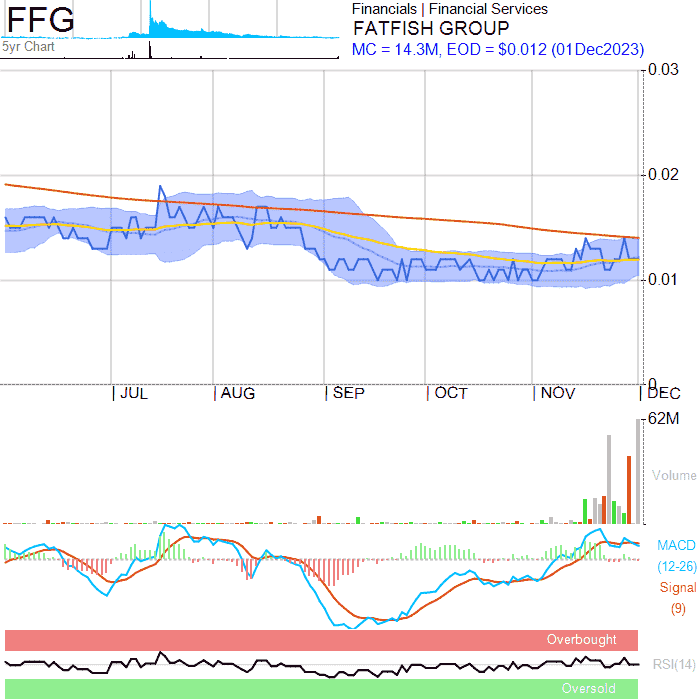 FFG
5yr Chart
Financials | Financial Services
FATFISH GROUP
MC = 14.3M, EOD = $0.012 (01Dec2023)
0.03
0.02
0.01
0
JUL
AUG
SEP
OCT
NOV
DEC
62M
Volume
MACD
(12-26)
Signal
(9)
Overbought
RSI(14)
Oversold